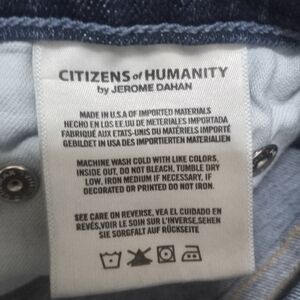 CITIZENS of HUMANITY
by JEROME DAHAN
MADE IN U.S.A OF IMPORTED MATERIALS
HECHO EN LOS EE.UU DE METERIALES IMPORTADA
FABRIQUÉ AUX ETATS-UNIS DU MATÉRIELS IMPORTÉ
GEBILDET IN USA DES IMPORTIERTEN MATERIALIEN
MACHINE WASH COLD WITH LIKE COLORS,
INSIDE OUT, DO NOT BLEACH, TUMBLE DRY
LOW, IRON MEDIUM IF NECESSARY, IF
DECORATED OR PRINTED DO NOT IRON.
SEE CARE ON REVERSE, VEA EL CUIDADO EN
REVES, VOIR LE SOIN SUR L'INVERSE, SEHEN
SIE SORGFALT AUF RÜCKSEITE